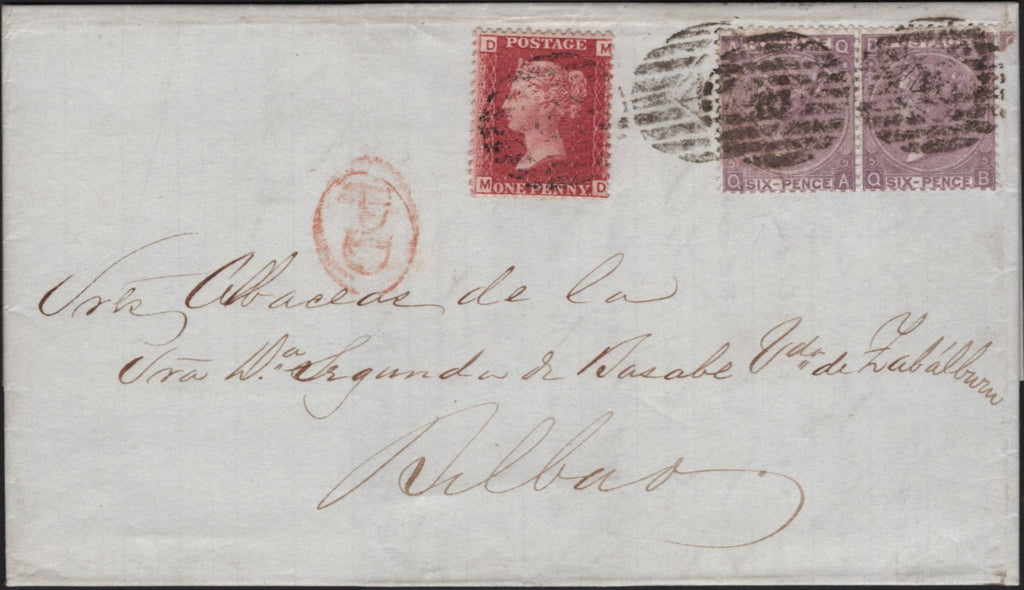 D M
POSTAGE
M ONE PENNY D
A Q
Q SIX-PENCE A
B
Q SIX-PENCE B
PD
Sres Albaceas de la
Sra Dª Segunda de Basabe Vda de Zabálburu
Bilbao